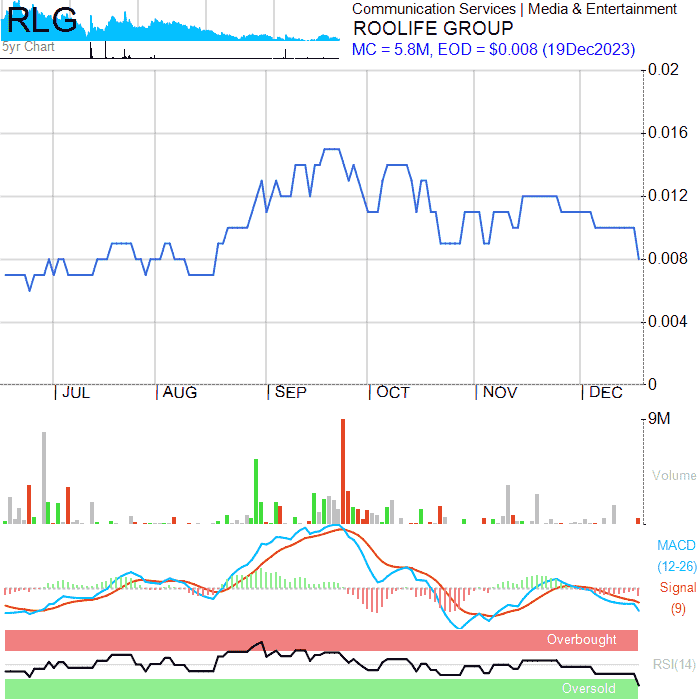 RLG
5yr Chart
Communication Services | Media & Entertainment
ROOLIFE GROUP
MC = 5.8M, EOD = $0.008 (19Dec2023)
0.02
0.016
0.012
0.008
0.004
0
JUL AUG SEP OCT NOV DEC
9M
Volume
MACD
(12-26)
Signal
(9)
Overbought
RSI(14)
Oversold